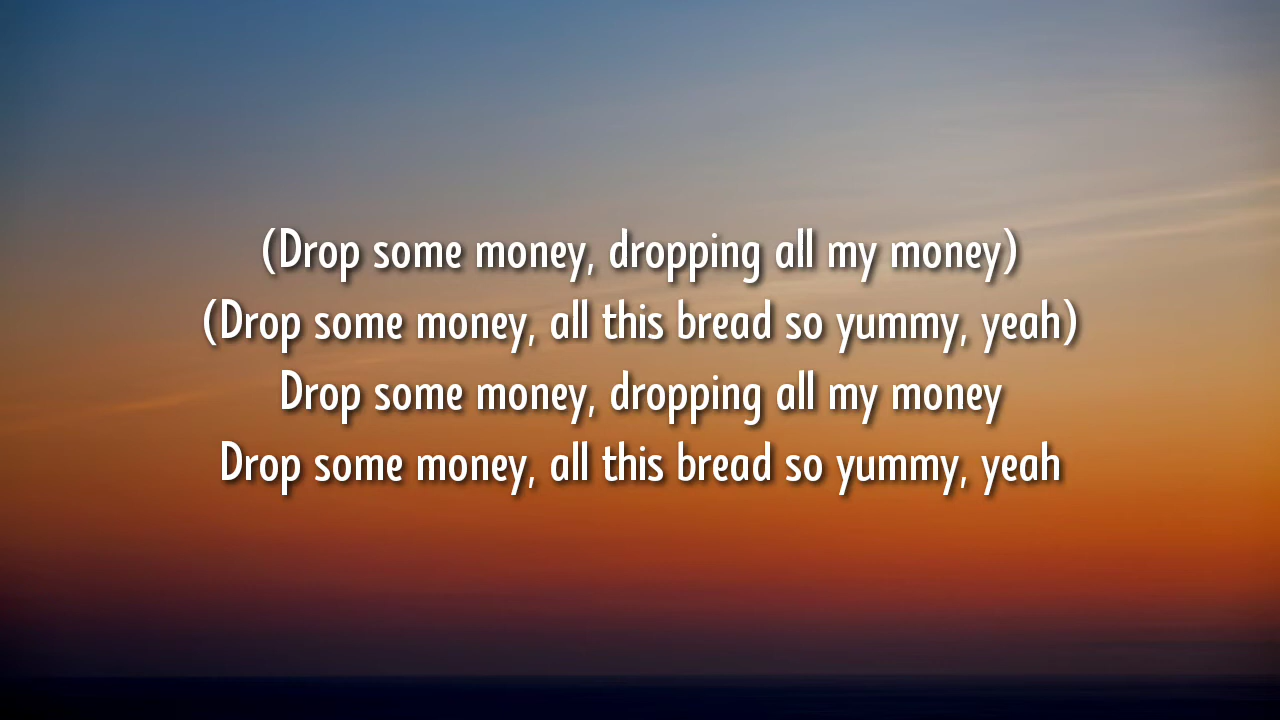 (Drop some money, dropping all my money)
(Drop some money, all this bread so yummy, yeah)
Drop some money, dropping all my money
Drop some money, all this bread so yummy, yeah